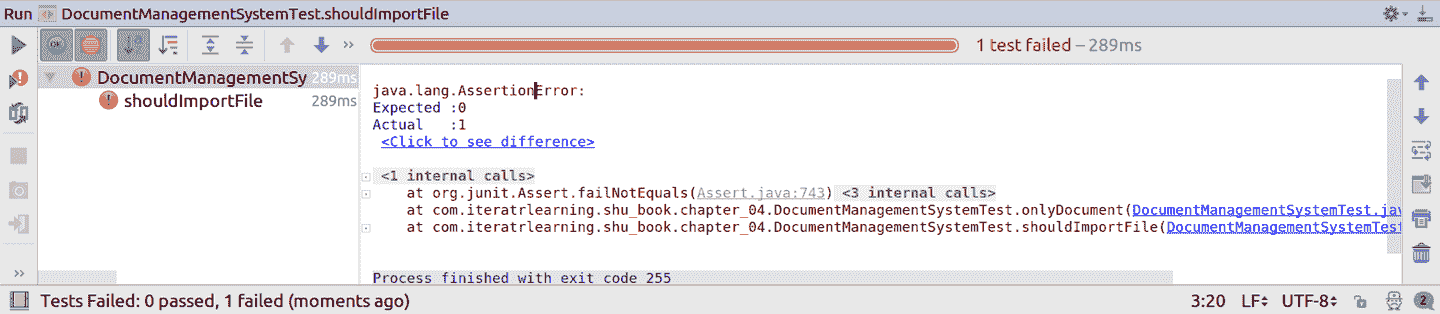 Run DocumentManagementSystemTest.shouldImportFile
OK
1 test failed – 289ms
DocumentManagementSy 289ms
shouldImportFile 289ms
java.lang.AssertionError:
Expected :0
Actual :1
<Click to see difference>
<1 internal calls>
at org.junit.Assert.failNotEquals(Assert.java:743) <3 internal calls>
at com.iteratrlearning.shu_book.chapter_04.DocumentManagementSystemTest.onlyDocument(DocumentManagementSystemTest.jav
at com.iteratrlearning.shu_book.chapter_04.DocumentManagementSystemTest.shouldImportFile(DocumentManagementSystemTest
Process finished with exit code 255
Tests Failed: 0 passed, 1 failed (moments ago) 3:20 LF UTF-8 2